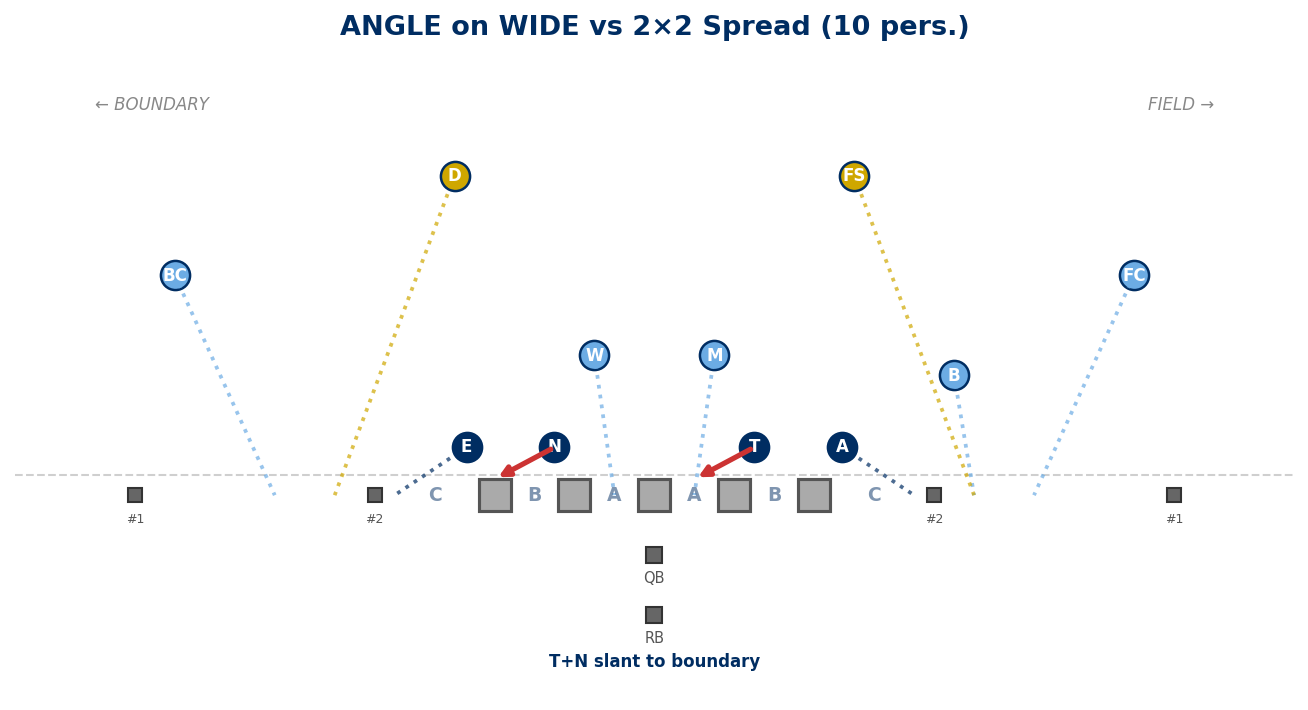 ANGLE on WIDE vs 2×2 Spread (10 pers.)
← BOUNDARY
FIELD →
D
FS
BC
FC
W
M
B
E
N
T
A
C
B
A
A
B
C
#1
#2
#2
#1
QB
RB
T+N slant to boundary